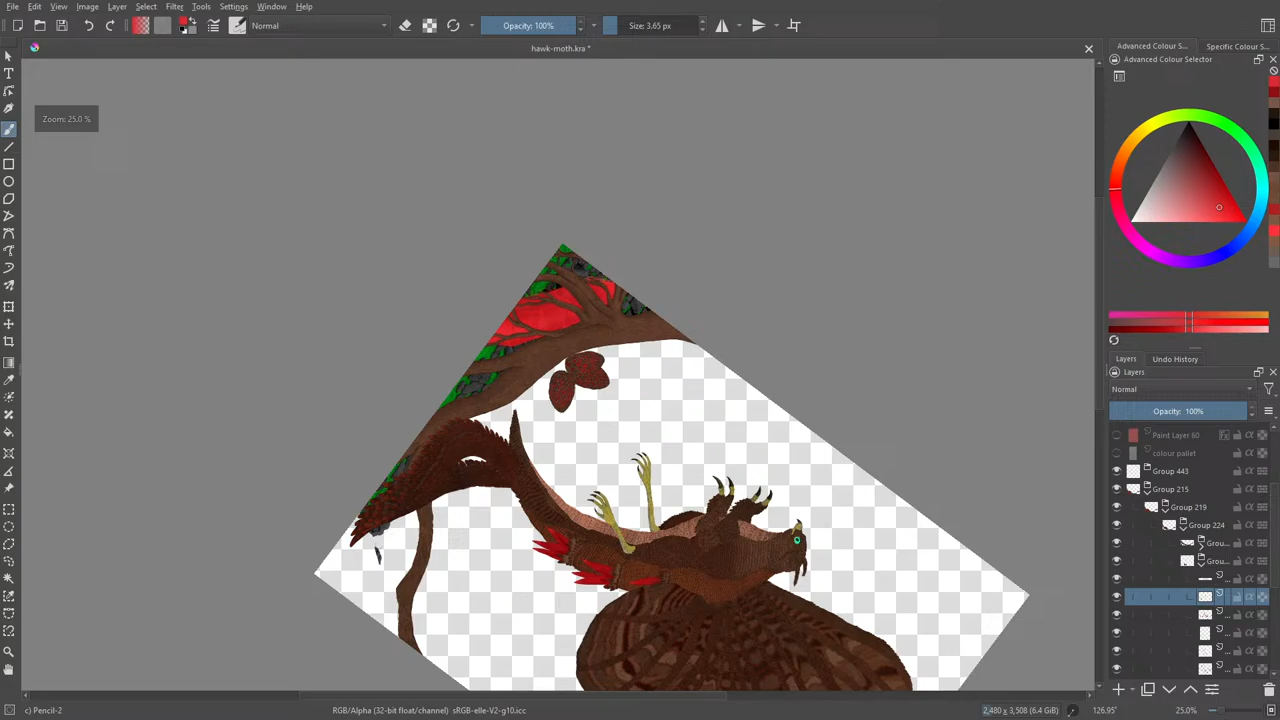 File Edit View Image Layer Select Filter Tools Settings Window Help
Normal Opacity: 100% Size: 3.65 px
hawk-moth.kra *
Advanced Colour S... Specific Colour S...
Advanced Colour Selector
Zoom: 25.0 %
Layers Undo History
Layers
Normal
Opacity: 100%
Paint Layer 60
colour pallet
Group 443
Group 215
Group 219
Group 224
Grou...
Grou...
c) Pencil-2 RGB/Alpha (32-bit float/channel) sRGB-elle-V2-g10.icc 2,480 x 3,508 (6.4 GiB) 126.95° 25.0%